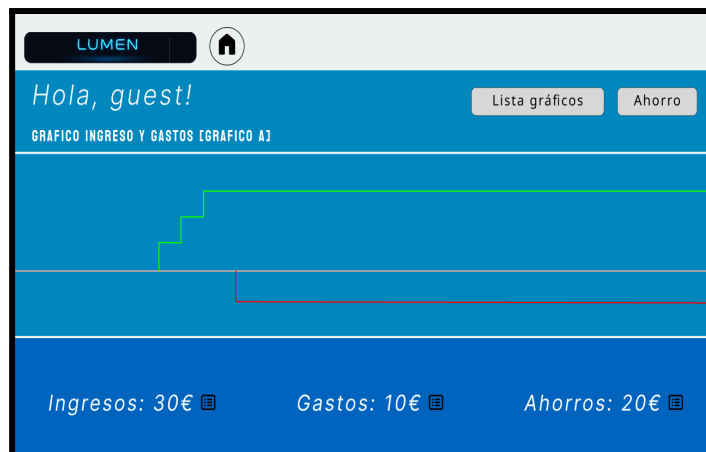 LUMEN
Hola, guest!
Lista gráficos
Ahorro
GRAFICO INGRESO Y GASTOS [GRAFICO A]
Ingresos: 30€
Gastos: 10€
Ahorros: 20€